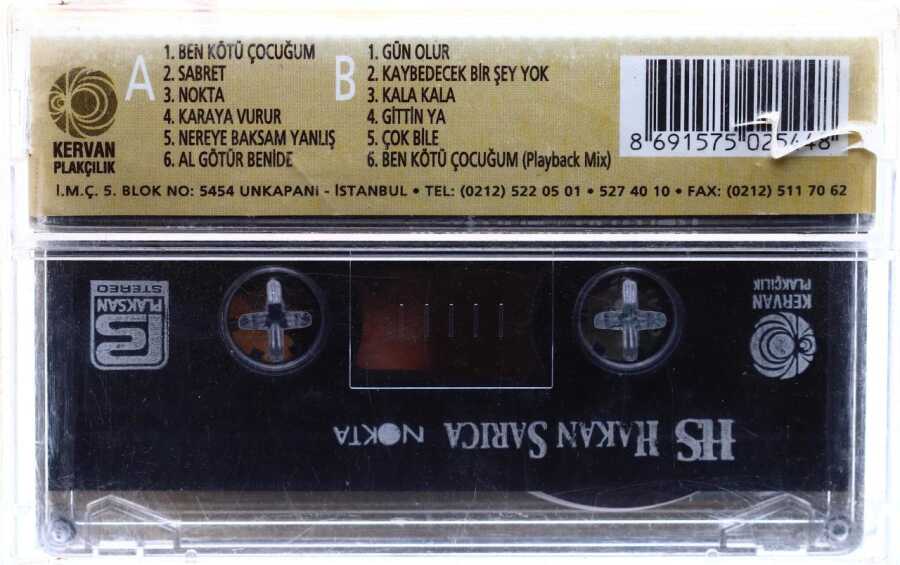 A
1. BEN KÖTÜ ÇOCUĞUM
2. SABRET
3. NOKTA
4. KARAYA VURUR
5. NEREYE BAKSAM YANLIŞ
6. AL GÖTÜR BENİDE
B
1. GÜN OLUR
2. KAYBEDECEK BİR ŞEY YOK
3. KALA KALA
4. GİTTİN YA
5. ÇOK BİLE
6. BEN KÖTÜ ÇOCUĞUM (Playback Mix)
KERVAN
PLAKÇILIK
8 691575 025448
I.M.Ç. 5. BLOK NO: 5454 UNKAPANI - İSTANBUL • TEL: (0212) 522 05 01 • 527 40 10 • FAX: (0212) 511 70 62
PLAKSAN
STEREO
KERVAN
PLAKÇILIK
HS HAKAN SARICA NOKTA